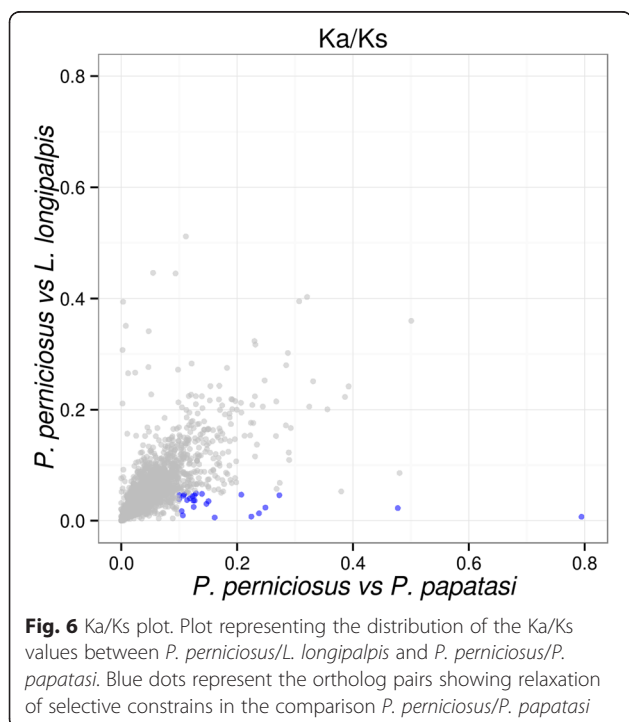 Ka/Ks
0.8
0.6
0.4
0.2
0.0
P. perniciosus vs L. longipalpis
0.0 0.2 0.4 0.6 0.8
P. perniciosus vs P. papatasi
Fig. 6 Ka/Ks plot. Plot representing the distribution of the Ka/Ks
values between P. perniciosus/L. longipalpis and P. perniciosus/P.
papatasi. Blue dots represent the ortholog pairs showing relaxation
of selective constrains in the comparison P. perniciosus/P. papatasi